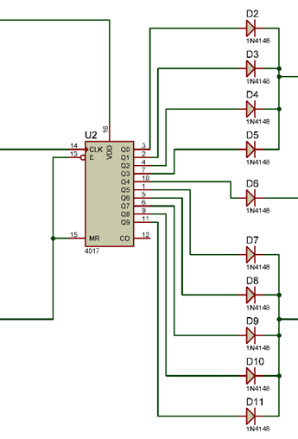 D2
1N4148
D3
1N4148
D4
1N4148
D5
1N4148
D6
1N4148
D7
1N4148
D8
1N4148
D9
1N4148
D10
1N4148
D11
1N4148
16
U2
VDD
14 CLK Q0 3
13 E Q1 2
Q2 4
Q3 7
Q4 10
Q5 1
Q6 5
Q7 6
Q8 9
Q9 11
15 MR CO 12
4017